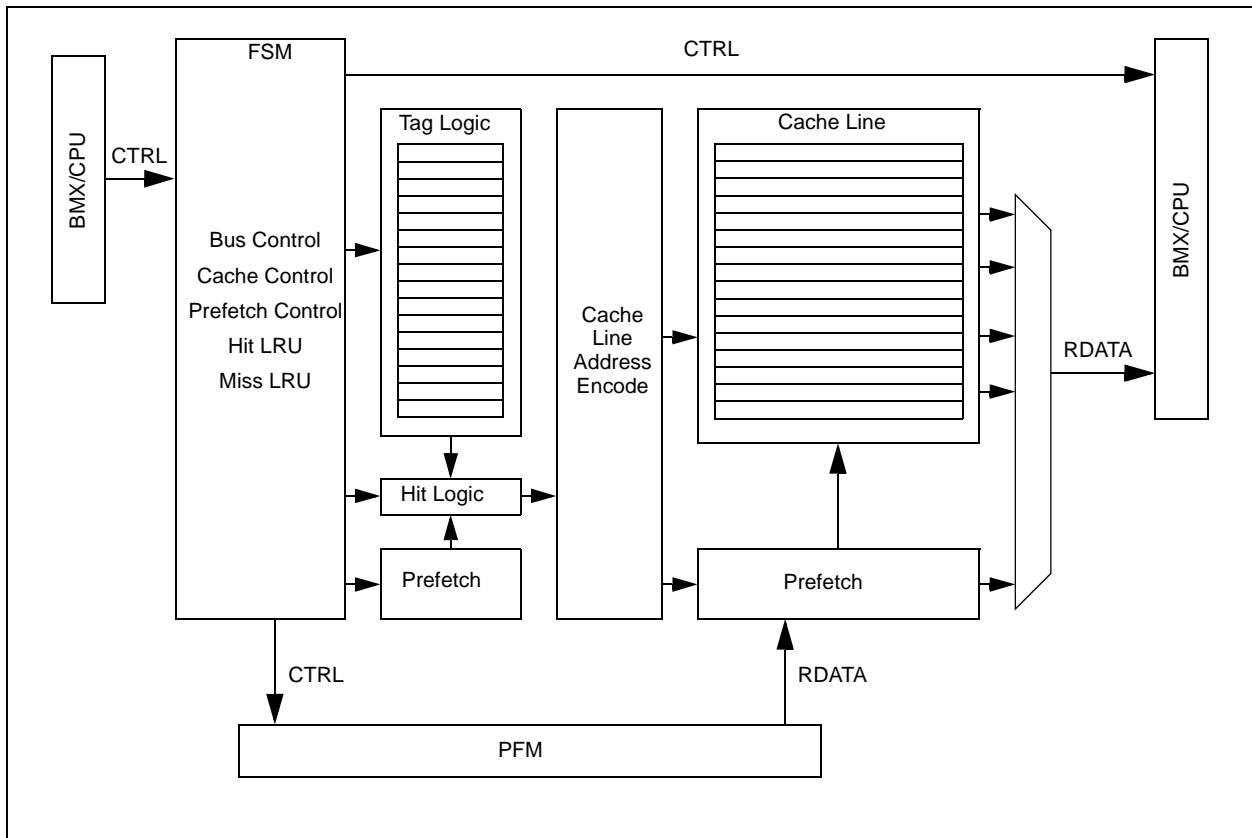 FSM
CTRL
BMX/CPU
CTRL
Tag Logic
Cache Line
BMX/CPU
Bus Control
Cache Control
Prefetch Control
Hit LRU
Miss LRU
Cache
Line
Address
Encode
RDATA
Hit Logic
Prefetch
Prefetch
CTRL
RDATA
PFM